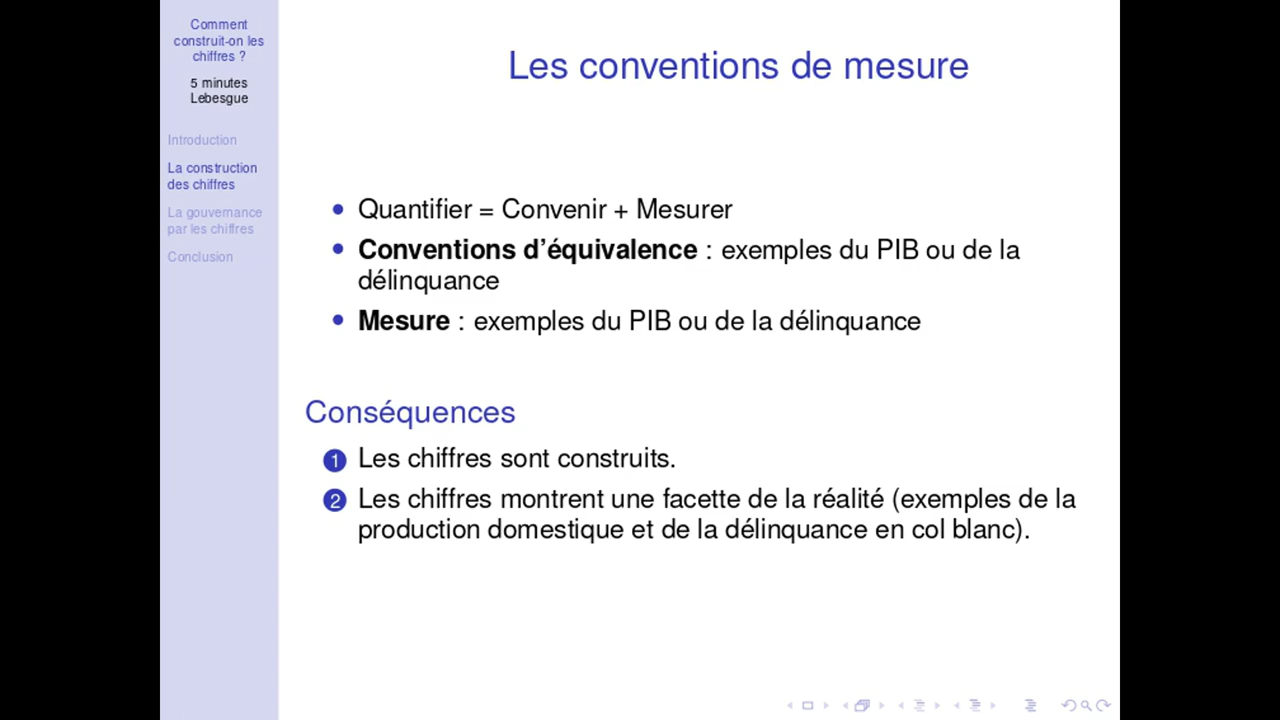 Comment
construit-on les
chiffres ?
5 minutes
Lebesgue
Introduction
La construction
des chiffres
La gouvernance
par les chiffres
Conclusion
Les conventions de mesure
• Quantifier = Convenir + Mesurer
• Conventions d'équivalence : exemples du PIB ou de la
délinquance
• Mesure : exemples du PIB ou de la délinquance
Conséquences
1 Les chiffres sont construits.
2 Les chiffres montrent une facette de la réalité (exemples de la
production domestique et de la délinquance en col blanc).